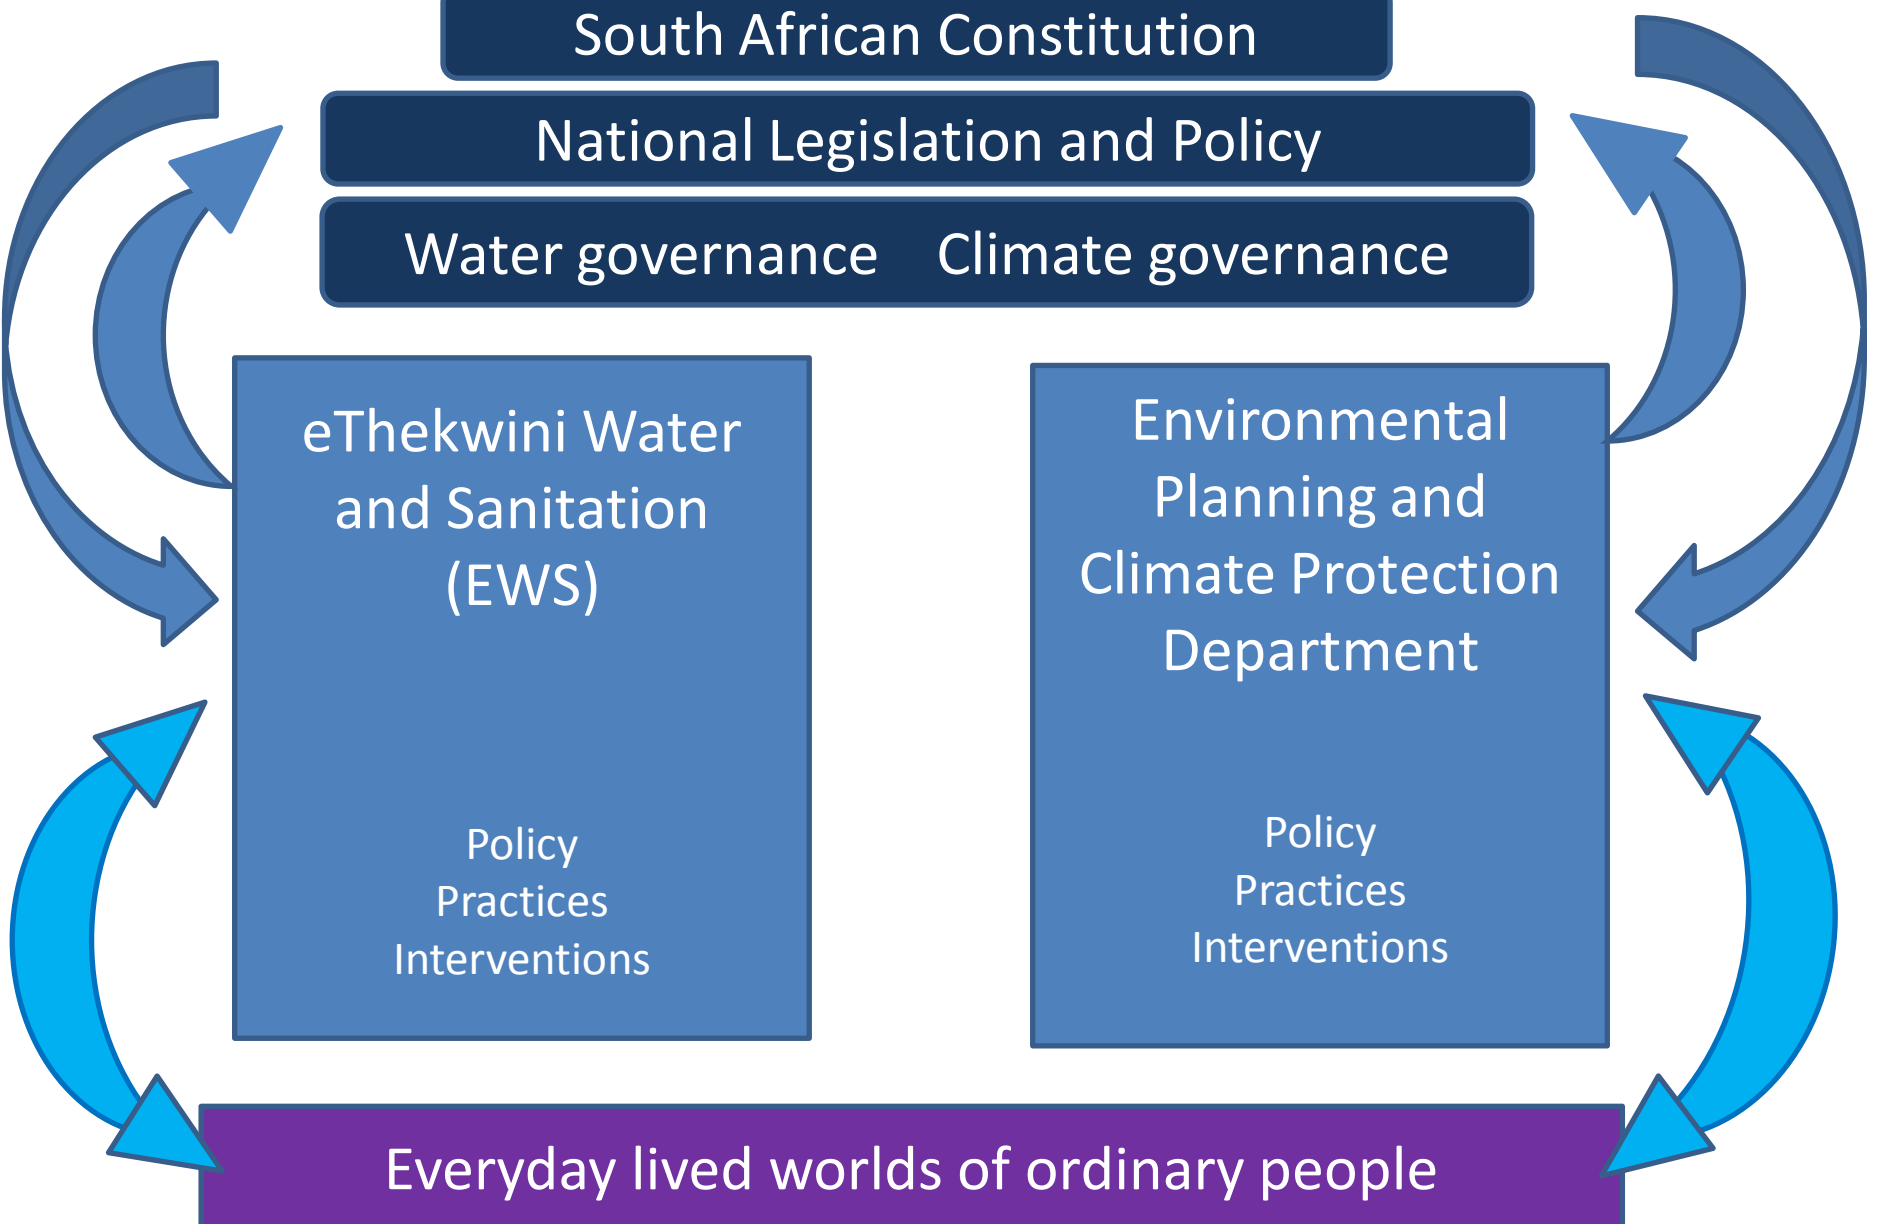 South African Constitution
National Legislation and Policy
Water governance Climate governance
eThekwini Water
and Sanitation
(EWS)
Policy
Practices
Interventions
Environmental
Planning and
Climate Protection
Department
Policy
Practices
Interventions
Everyday lived worlds of ordinary people